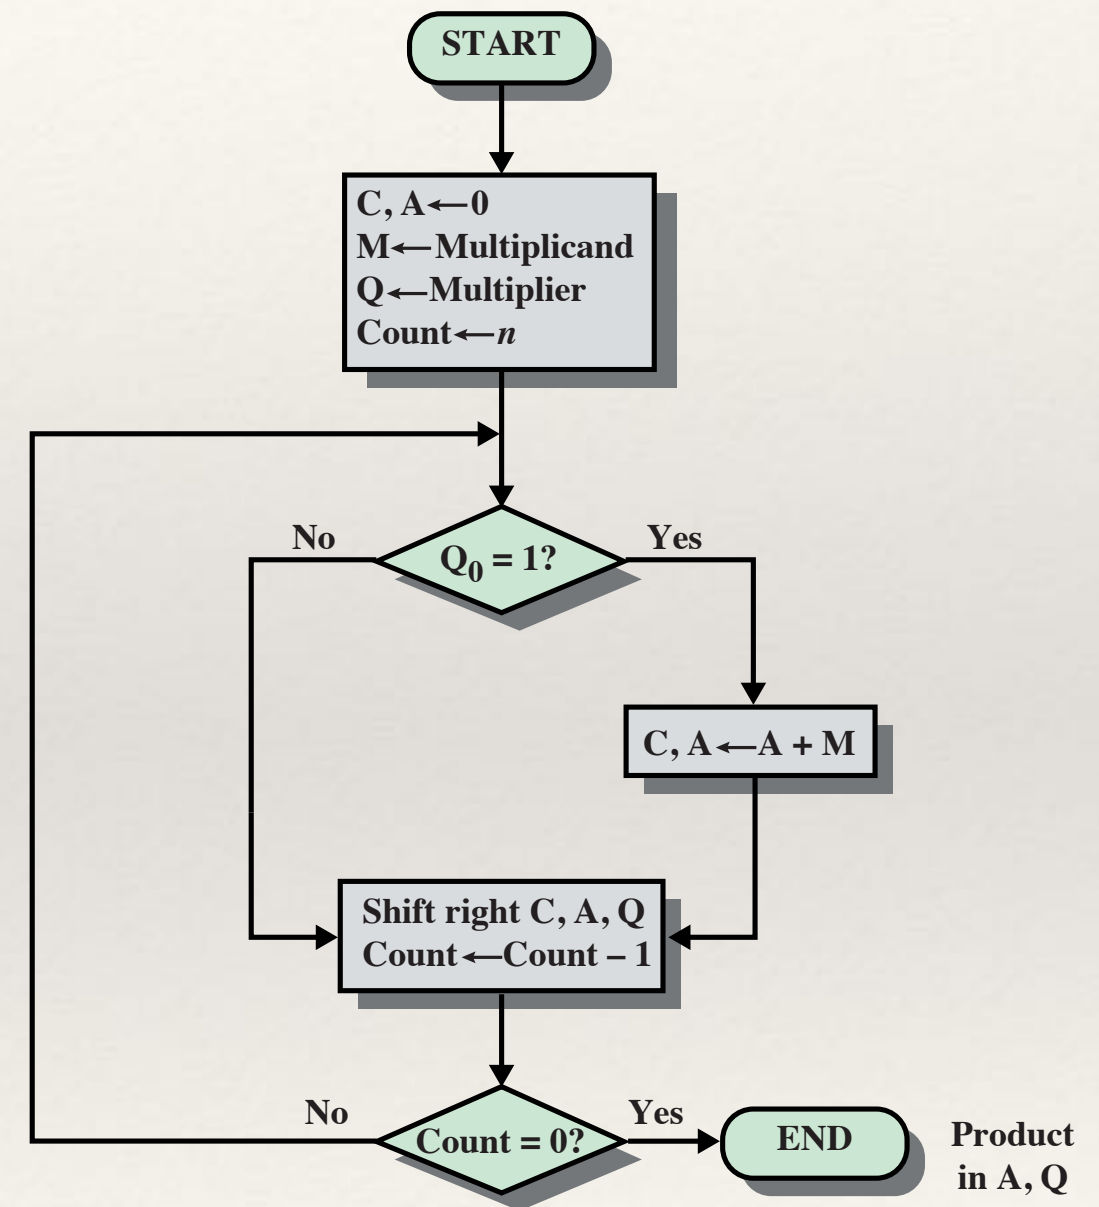 START
C, A←0
M←Multiplicand
Q←Multiplier
Count←n
No
Yes
Q₀ = 1?
C, A←A + M
Shift right C, A, Q
Count←Count – 1
No
Yes
Count = 0?
END
Product
in A, Q